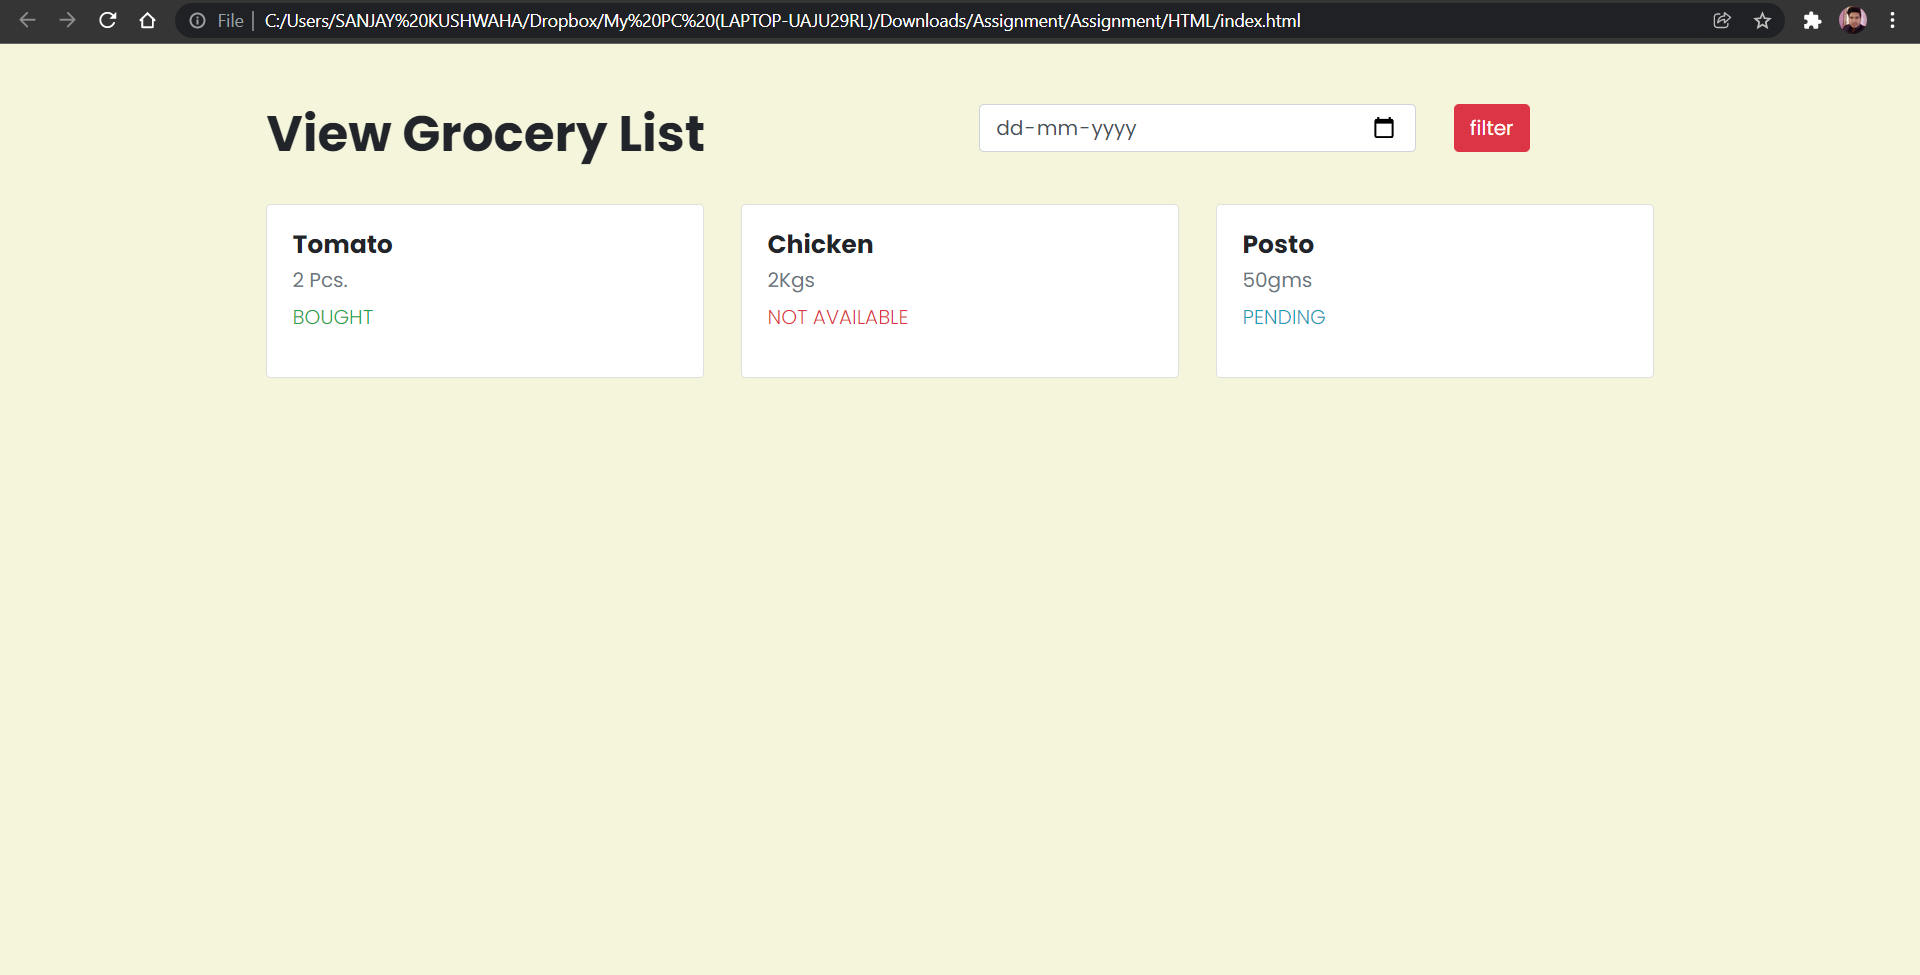 File | C:/Users/SANJAY%20KUSHWAHA/Dropbox/My%20PC%20(LAPTOP-UAJU29RL)/Downloads/Assignment/Assignment/HTML/index.html
View Grocery List
dd-mm-yyyy
filter
Tomato
2 Pcs.
BOUGHT
Chicken
2Kgs
NOT AVAILABLE
Posto
50gms
PENDING